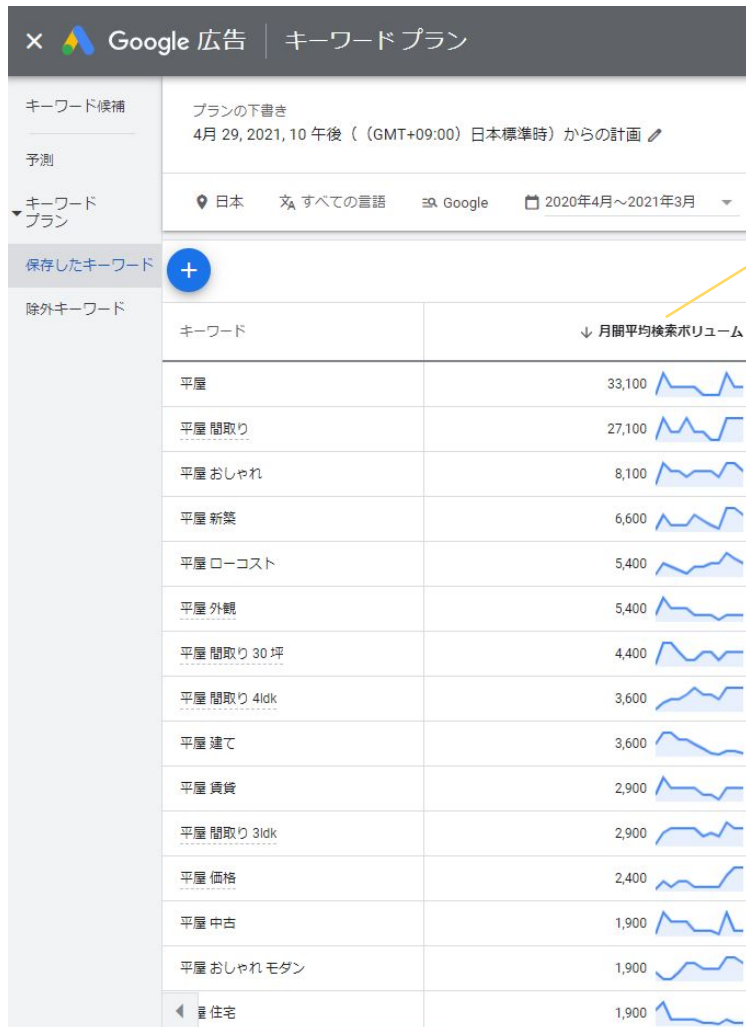 × Google 広告 キーワード プラン
キーワード候補
予測
キーワード
プラン
保存したキーワード
除外キーワード
プランの下書き
4月 29, 2021, 10 午後（（GMT+09:00）日本標準時）からの計画
日本 すべての言語 Google 2020年4月～2021年3月
+
キーワード ↓ 月間平均検索ボリューム
平屋 33,100
平屋 間取り 27,100
平屋 おしゃれ 8,100
平屋 新築 6,600
平屋 ローコスト 5,400
平屋 外観 5,400
平屋 間取り 30 坪 4,400
平屋 間取り 4ldk 3,600
平屋 建て 3,600
平屋 賃貸 2,900
平屋 間取り 3ldk 2,900
平屋 価格 2,400
平屋 中古 1,900
平屋 おしゃれ モダン 1,900
屋 住宅 1,900